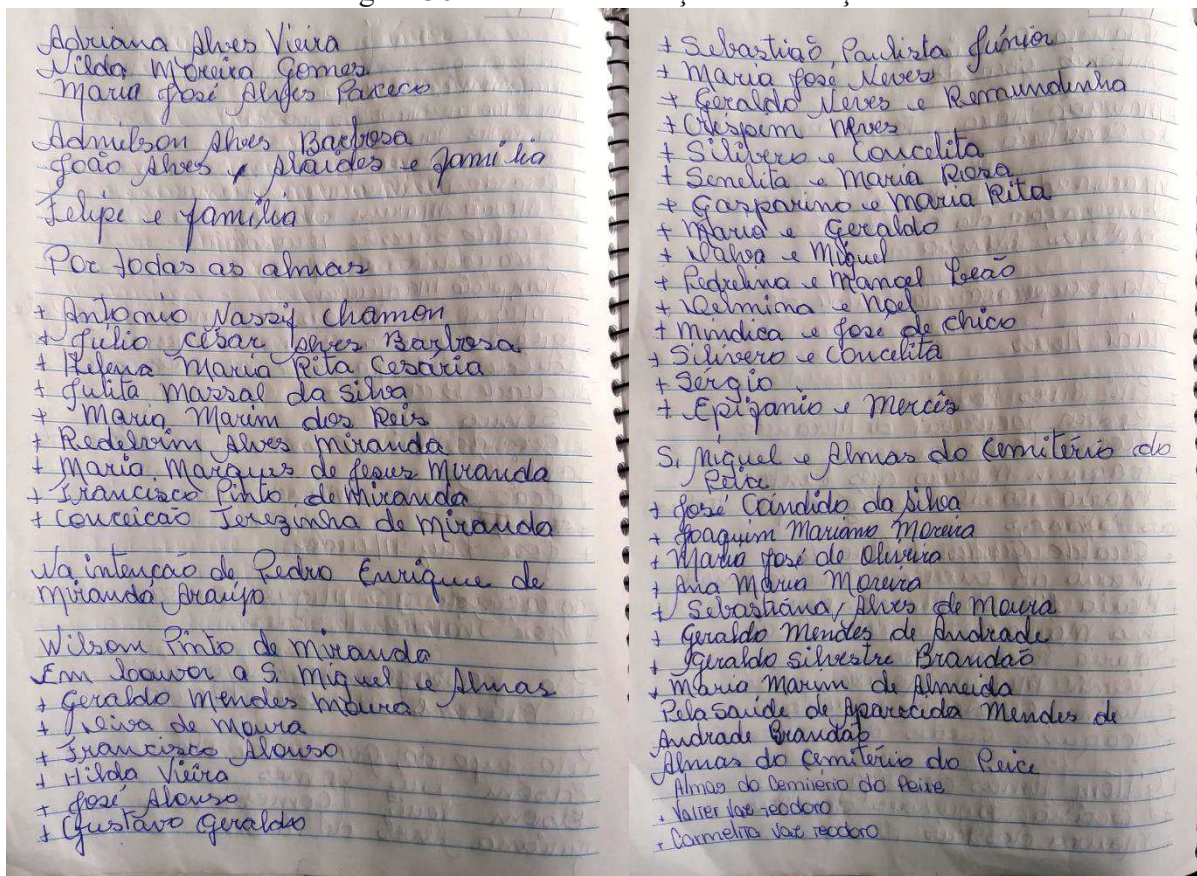 Adriana Alves Vieira
Nilda Moreira Gomes
Maria José Alves Paceco
Admilson Alves Barbosa
João Alves, Alaides e família
Felipe e família
Por todas as almas
+ Antonio Nassif Chamon
+ Júlio César Alves Barbosa
+ Helena Maria Rita Cesária
+ Julita Massal da Silva
+ Maria Marim dos Reis
+ Redelvim Alves Miranda
+ Maria Marques de Jesus Miranda
+ Francisco Pinto de Miranda
+ Conceicão Terezinha de Miranda
Na intenção de Pedro Enrique de
Miranda Araújo
Wilson Pinto de Miranda
Em louvor a S. Miguel e Almas
+ Geraldo Mendes Moura
+ Neiva de Moura
+ Francisco Alonso
+ Hilda Vieira
+ José Alonso
+ Gustavo Geraldo
+ Sebastião Paulista Júnior
+ Maria José Neves
+ Geraldo Neves e Remundinha
+ Crispim Neves
+ Silivero e Concelita
+ Senelita e Maria Rosa
+ Gasparino e Maria Rita
+ Maria e Geraldo
+ Dalva e Miguel
+ Pedrelina e Manoel Leão
+ Delmina e Noel
+ Mindica e José de Chico
+ Silivero e Concelita
+ Sérgio
+ Epifanio e Mercês
S. Miguel e Almas do Cemitério do
Peixe
+ José Cândido da Silva
+ Joaquim Mariano Moreira
+ Maria José de Oliveira
+ Ana Maria Moreira
+ Sebastiana Alves de Moura
+ Geraldo Mendes de Andrade
+ Geraldo Silvestre Brandão
+ Maria Marim de Almeida
Pela Saúde de Aparecida Mendes de
Andrade Brandão
Almas do Cemitério do Peixe
Almas do Cemiterio do Peixe
+ Valter Vaz Teodoro
+ Carmelita Vaz Teodoro